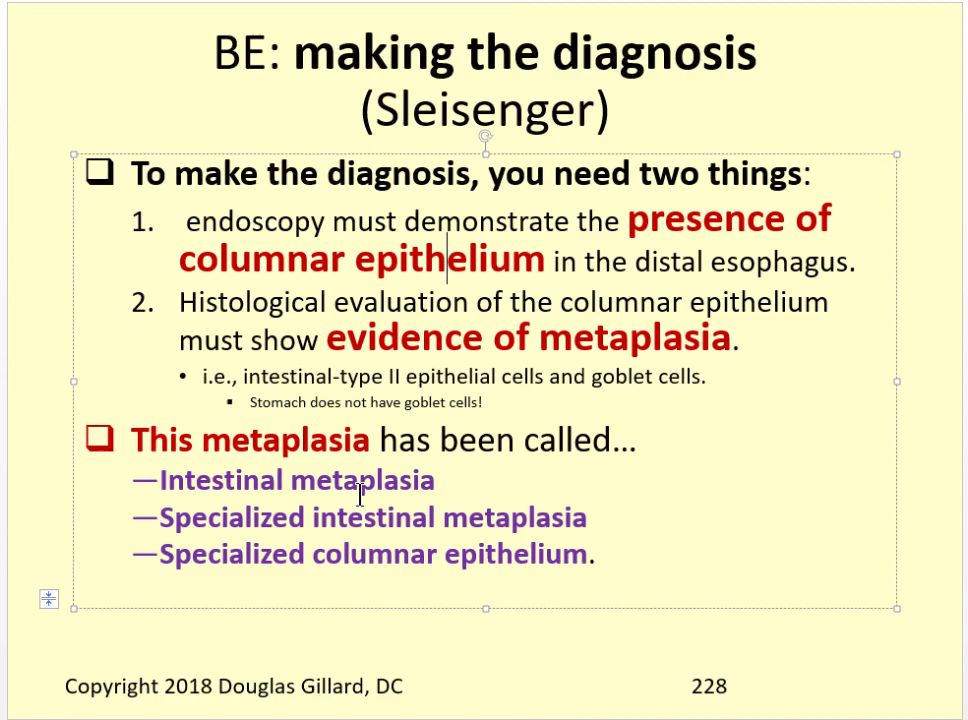 BE: making the diagnosis
(Sleisenger)
To make the diagnosis, you need two things:
1. endoscopy must demonstrate the presence of
columnar epithelium in the distal esophagus.
2. Histological evaluation of the columnar epithelium
must show evidence of metaplasia.
• i.e., intestinal-type II epithelial cells and goblet cells.
▪ Stomach does not have goblet cells!
This metaplasia has been called…
—Intestinal metaplasia
—Specialized intestinal metaplasia
—Specialized columnar epithelium.
Copyright 2018 Douglas Gillard, DC 228